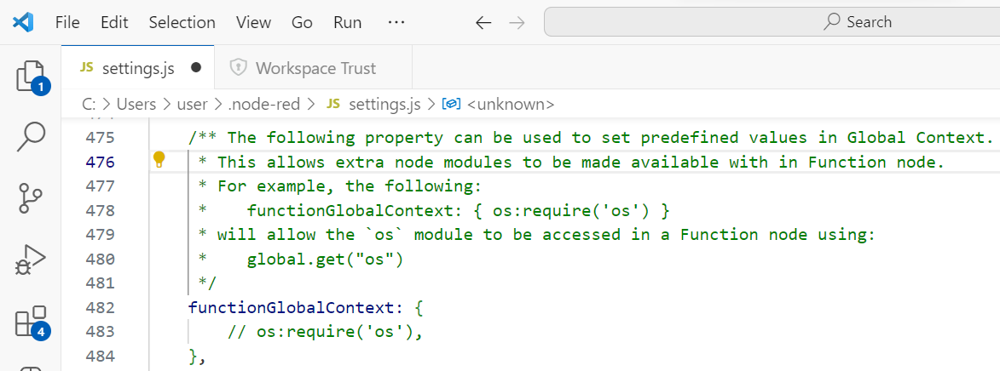 File Edit Selection View Go Run ··· ← → Search
JS settings.js ● Workspace Trust
C: > Users > user > .node-red > JS settings.js > <unknown>
1
475 /** The following property can be used to set predefined values in Global Context.
476 * This allows extra node modules to be made available with in Function node.
477 * For example, the following:
478 *    functionGlobalContext: { os:require('os') }
479 * will allow the `os` module to be accessed in a Function node using:
480 *    global.get("os")
481 */
482 functionGlobalContext: {
483     // os:require('os'),
4
484 },